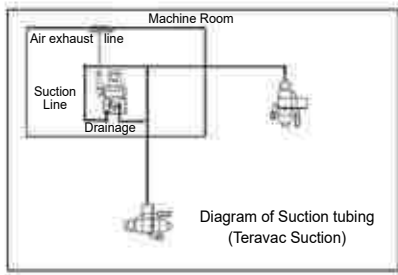 Machine Room
Air exhaust line
Suction
Line
Drainage
Diagram of Suction tubing
(Teravac Suction)